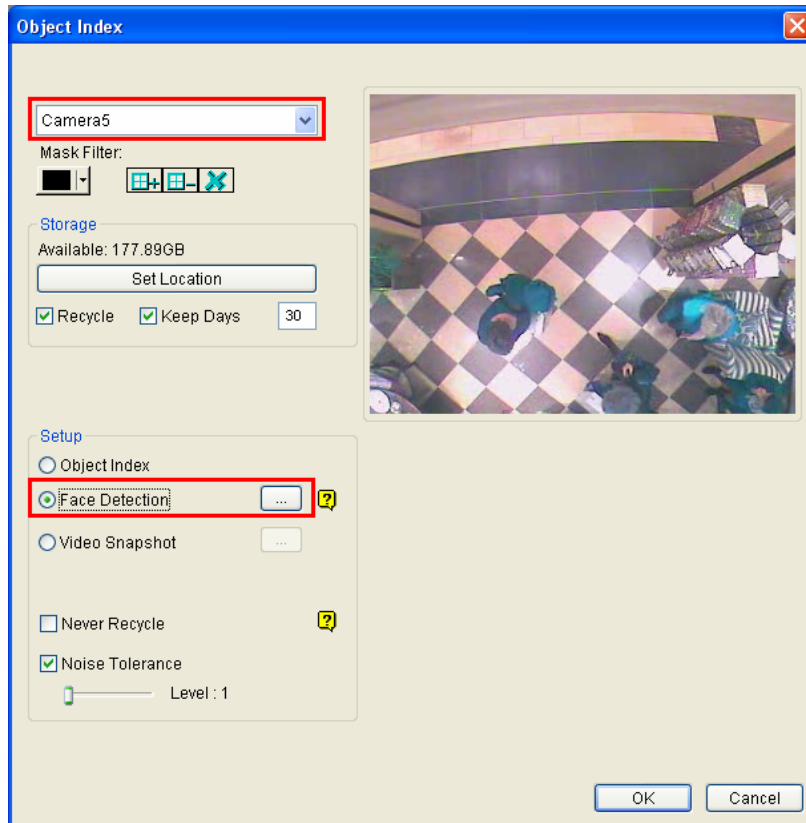 Object Index
Camera5
Mask Filter:
Storage
Available: 177.89GB
Set Location
Recycle Keep Days 30
Setup
Object Index
Face Detection ... ?
Video Snapshot ...
Never Recycle ?
Noise Tolerance
Level : 1
OK Cancel